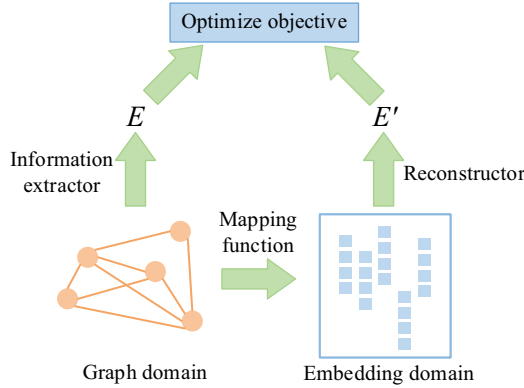 Optimize objective
E
E'
Information
extractor
Reconstructor
Mapping
function
Graph domain
Embedding domain